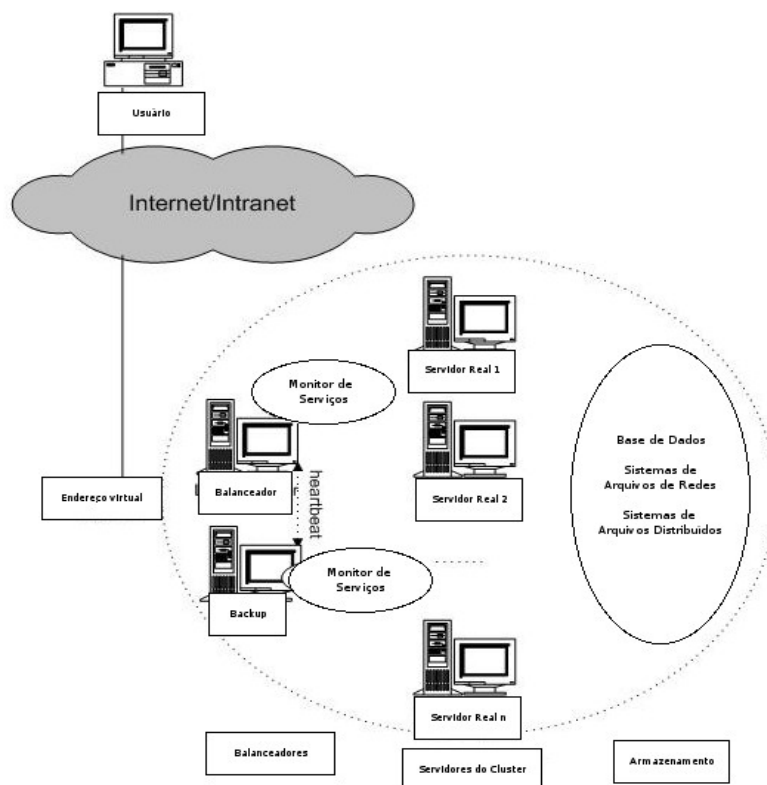 Usuàrio
Internet/Intranet
Servidor Real 1
Monitor de
Serviços
Base de Dados
Sistemas de
Arquivos de Redes
Sistemas de
Arquivos Distribuidos
Endereço virtual
Balanceador
heartbeat
Servidor Real 2
Monitor de
Serviços
Backup
Servidor Real n
Balanceadores
Servidores do Cluster
Armazenamento